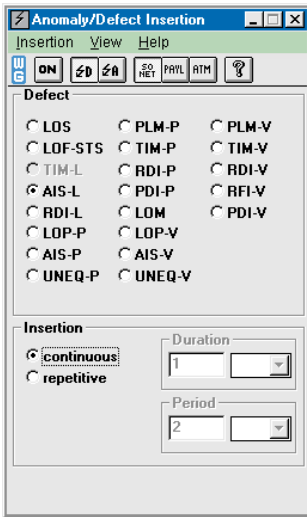 Anomaly/Defect Insertion
Insertion View Help
W G ON D A SO NET PAYL ATM ?
Defect
LOS PLM-P PLM-V
LOF-STS TIM-P TIM-V
TIM-L RDI-P RDI-V
AIS-L PDI-P RFI-V
RDI-L LOM PDI-V
LOP-P LOP-V
AIS-P AIS-V
UNEQ-P UNEQ-V
Insertion
continuous
repetitive
Duration
1
Period
2